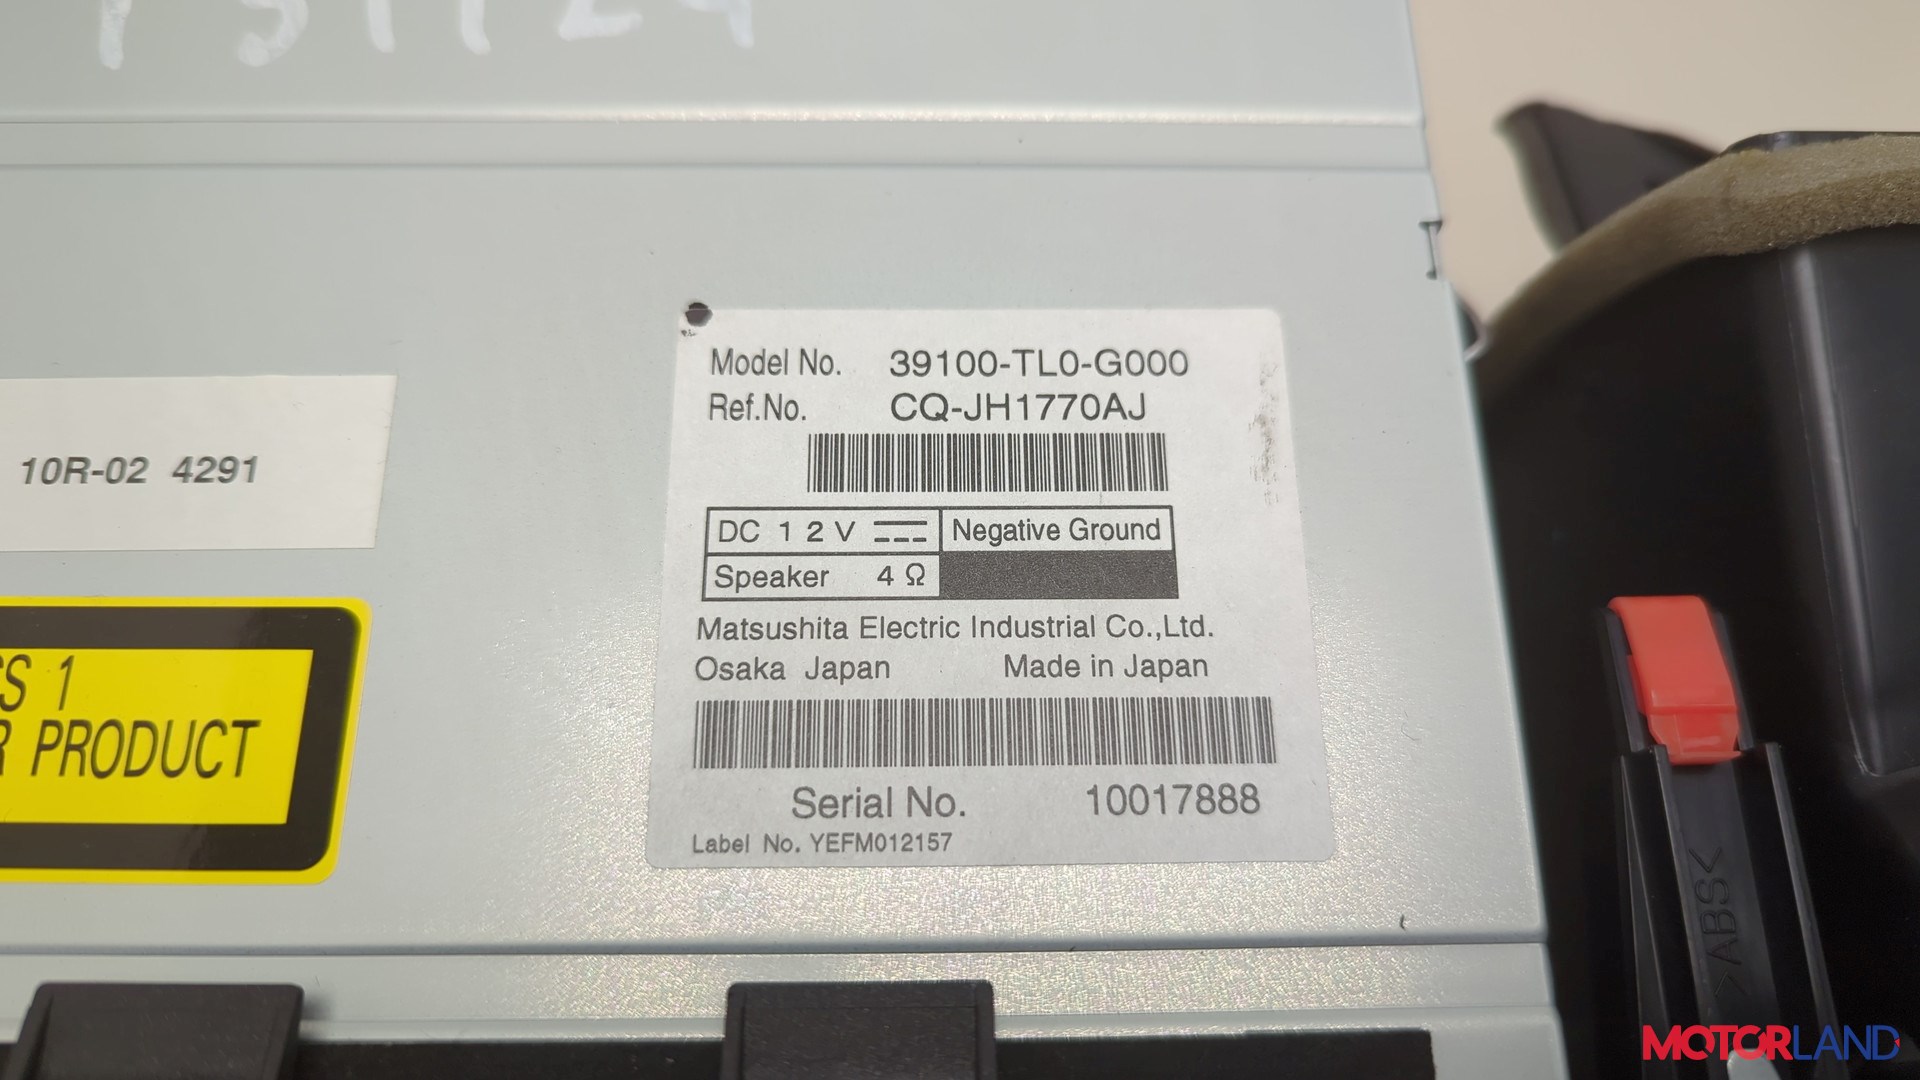 Model No. 39100-TL0-G000
Ref.No. CQ-JH1770AJ
10R-02 4291
DC 12V Negative Ground
Speaker 4 Ω
Matsushita Electric Industrial Co.,Ltd.
Osaka Japan Made in Japan
S 1
R PRODUCT
Serial No. 10017888
Label No. YEFM012157
>ABS<
MOTORLAND